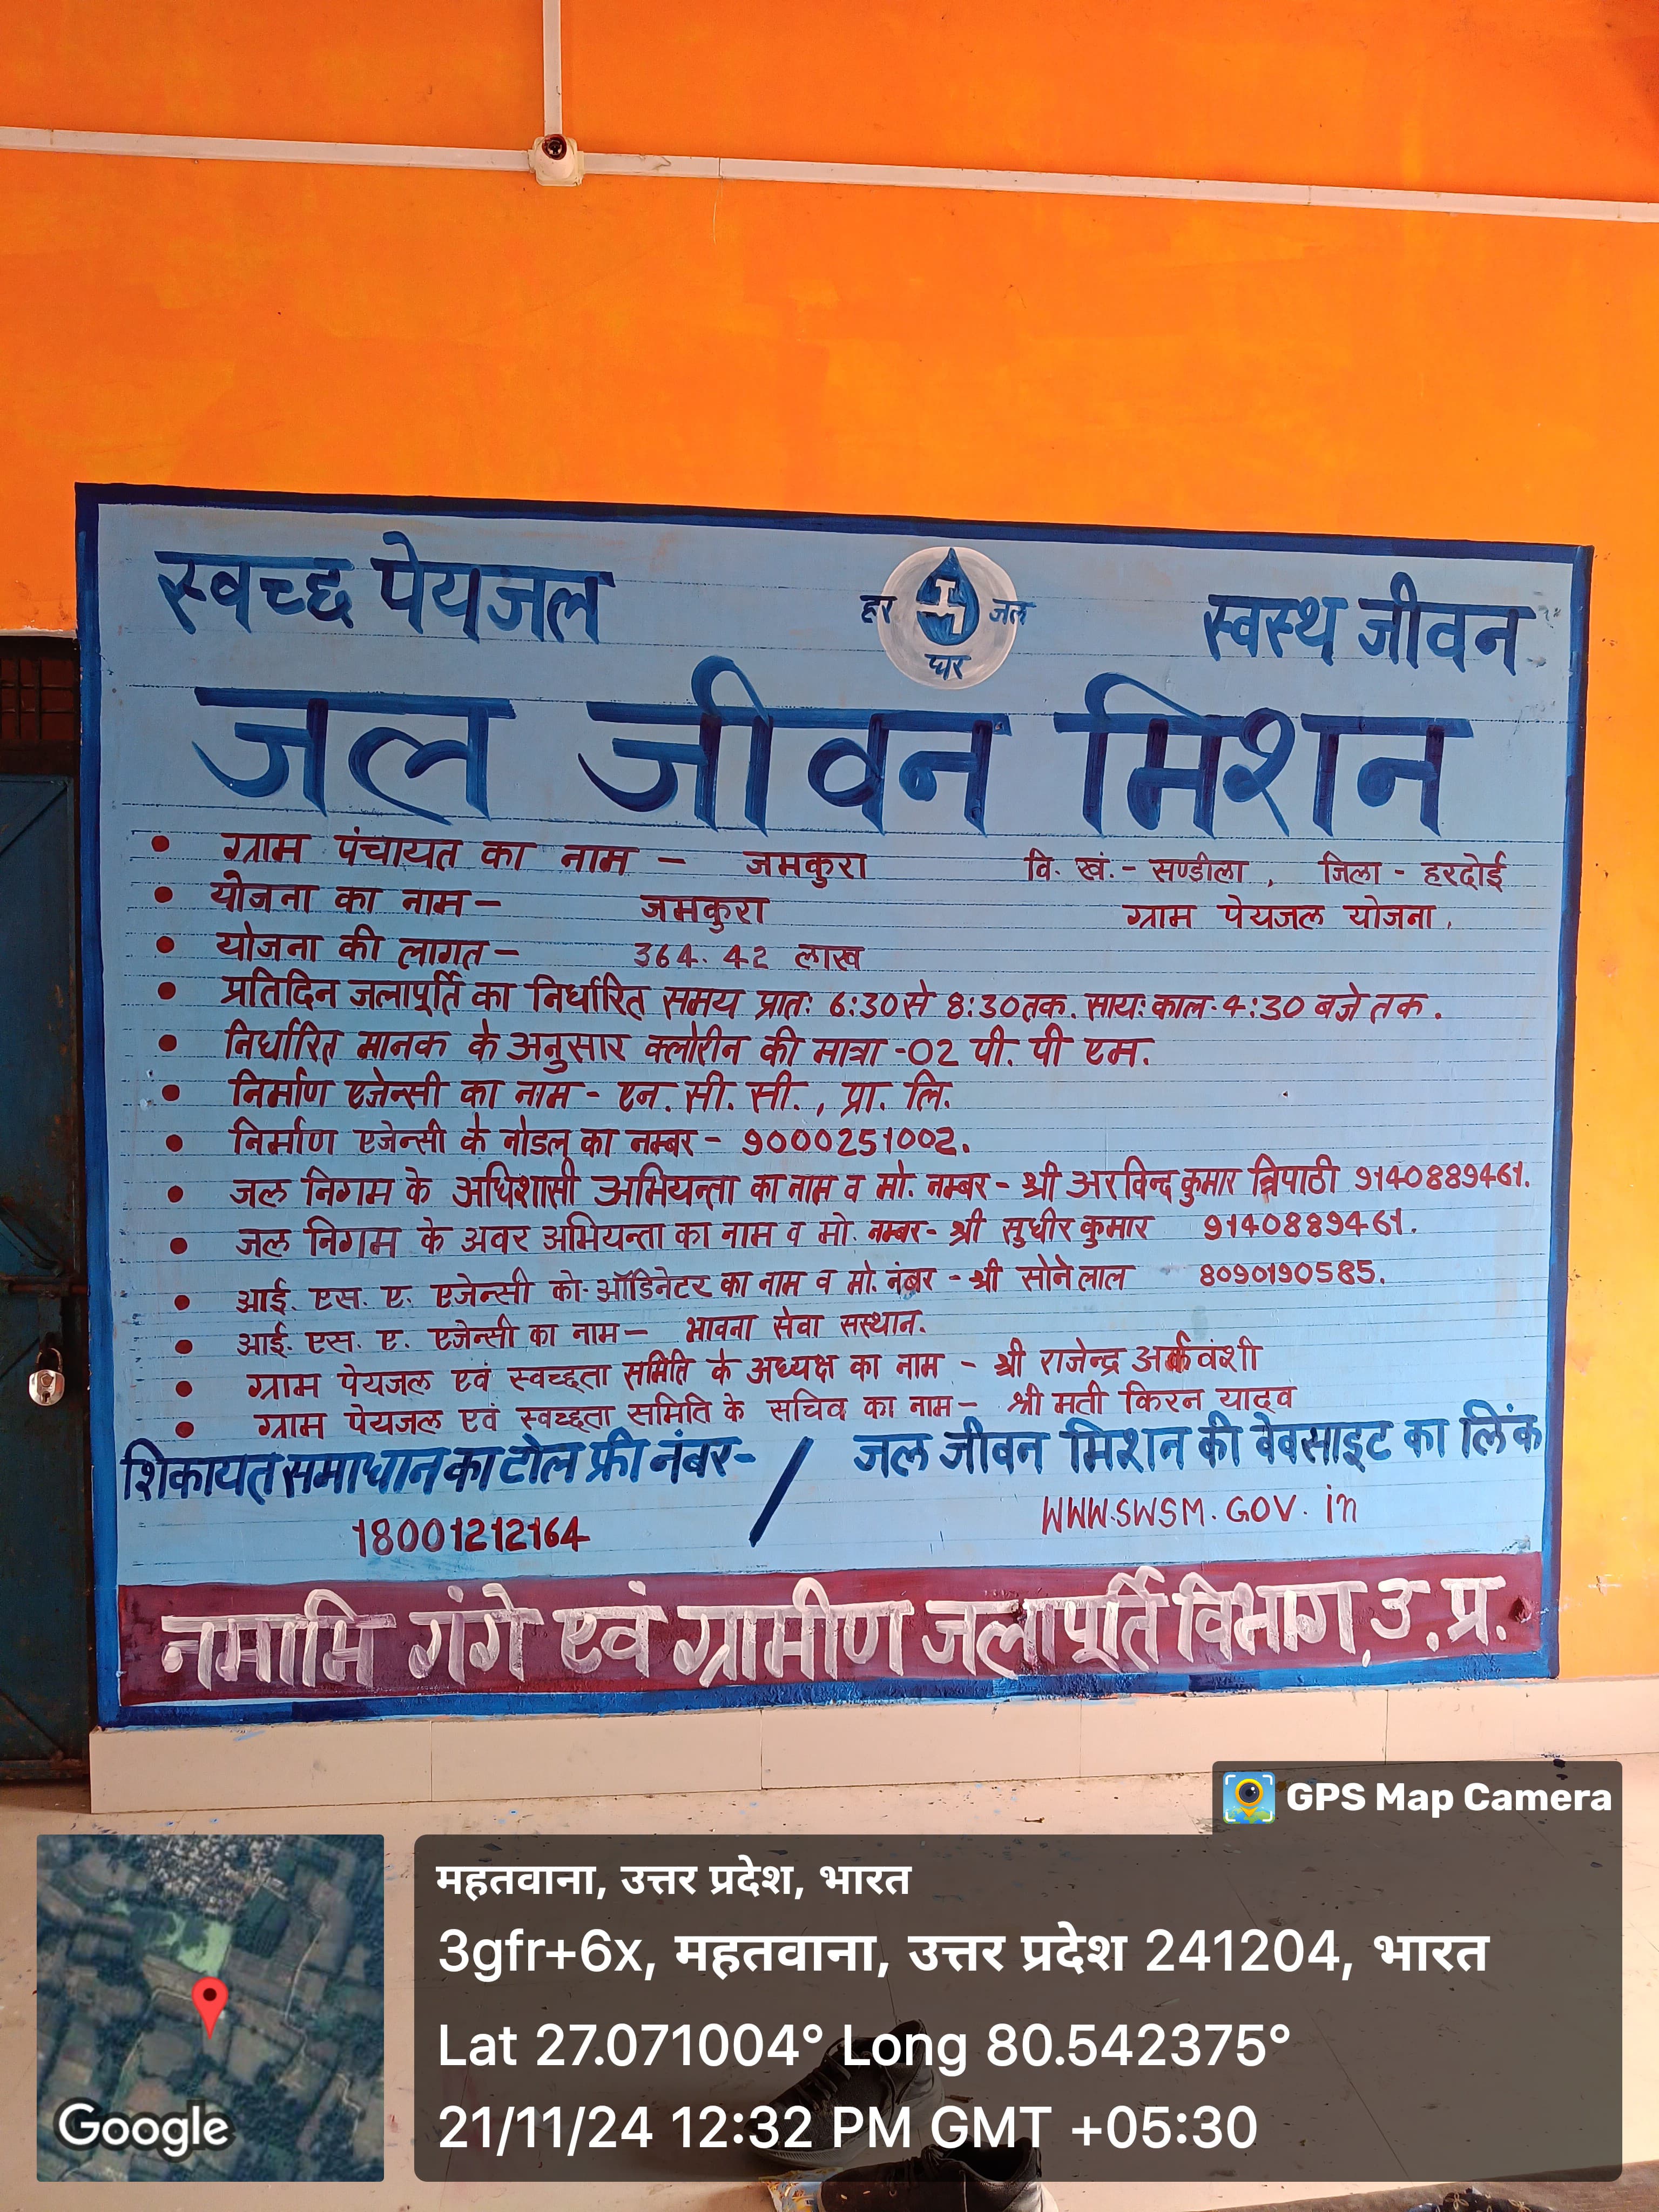 स्वच्छ पेयजल
हर जल
घर
स्वस्थ जीवन
जल जीवन मिशन
• ग्राम पंचायत का नाम – जमकुरा वि. खं. - सण्डीला , जिला - हरदोई
• योजना का नाम – जमकुरा ग्राम पेयजल योजना .
• योजना की लागत – 364.42 लाख
• प्रतिदिन जलापूर्ति का निर्धारित समय प्रातः 6:30 से 8:30 तक. सायः काल-4:30 बजे तक .
• निर्धारित मानक के अनुसार क्लोरीन की मात्रा -02 पी. पी एम.
• निर्माण एजेन्सी का नाम - एन. सी. सी. , प्रा. लि.
• निर्माण एजेन्सी के नोडल का नम्बर - 9000251002.
• जल निगम के अधिशासी अभियन्ता का नाम व मो. नम्बर - श्री अरविन्द कुमार त्रिपाठी 9140889461.
• जल निगम के अवर अभियन्ता का नाम व मो. नम्बर - श्री सुधीर कुमार 9140889461.
• आई. एस. ए. एजेन्सी को-ऑडिनेटर का नाम व मो. नंबर - श्री सोने लाल 8090190585.
• आई. एस. ए. एजेन्सी का नाम – भावना सेवा सस्थान.
• ग्राम पेयजल एवं स्वच्छता समिति के अध्यक्ष का नाम - श्री राजेन्द्र अर्कवंशी
• ग्राम पेयजल एवं स्वच्छता समिति के सचिव का नाम – श्री मती किरन यादव
शिकायत समाधान का टोल फ्री नंबर- / जल जीवन मिशन की वेवसाइट का लिंक
18001212164 WWW.SWSM.GOV.in
नमामि गंगे एवं ग्रामीण जलापूर्ति विभाग, उ.प्र.
GPS Map Camera
महतवाना, उत्तर प्रदेश, भारत
3gfr+6x, महतवाना, उत्तर प्रदेश 241204, भारत
Lat 27.071004° Long 80.542375°
21/11/24 12:32 PM GMT +05:30
Google